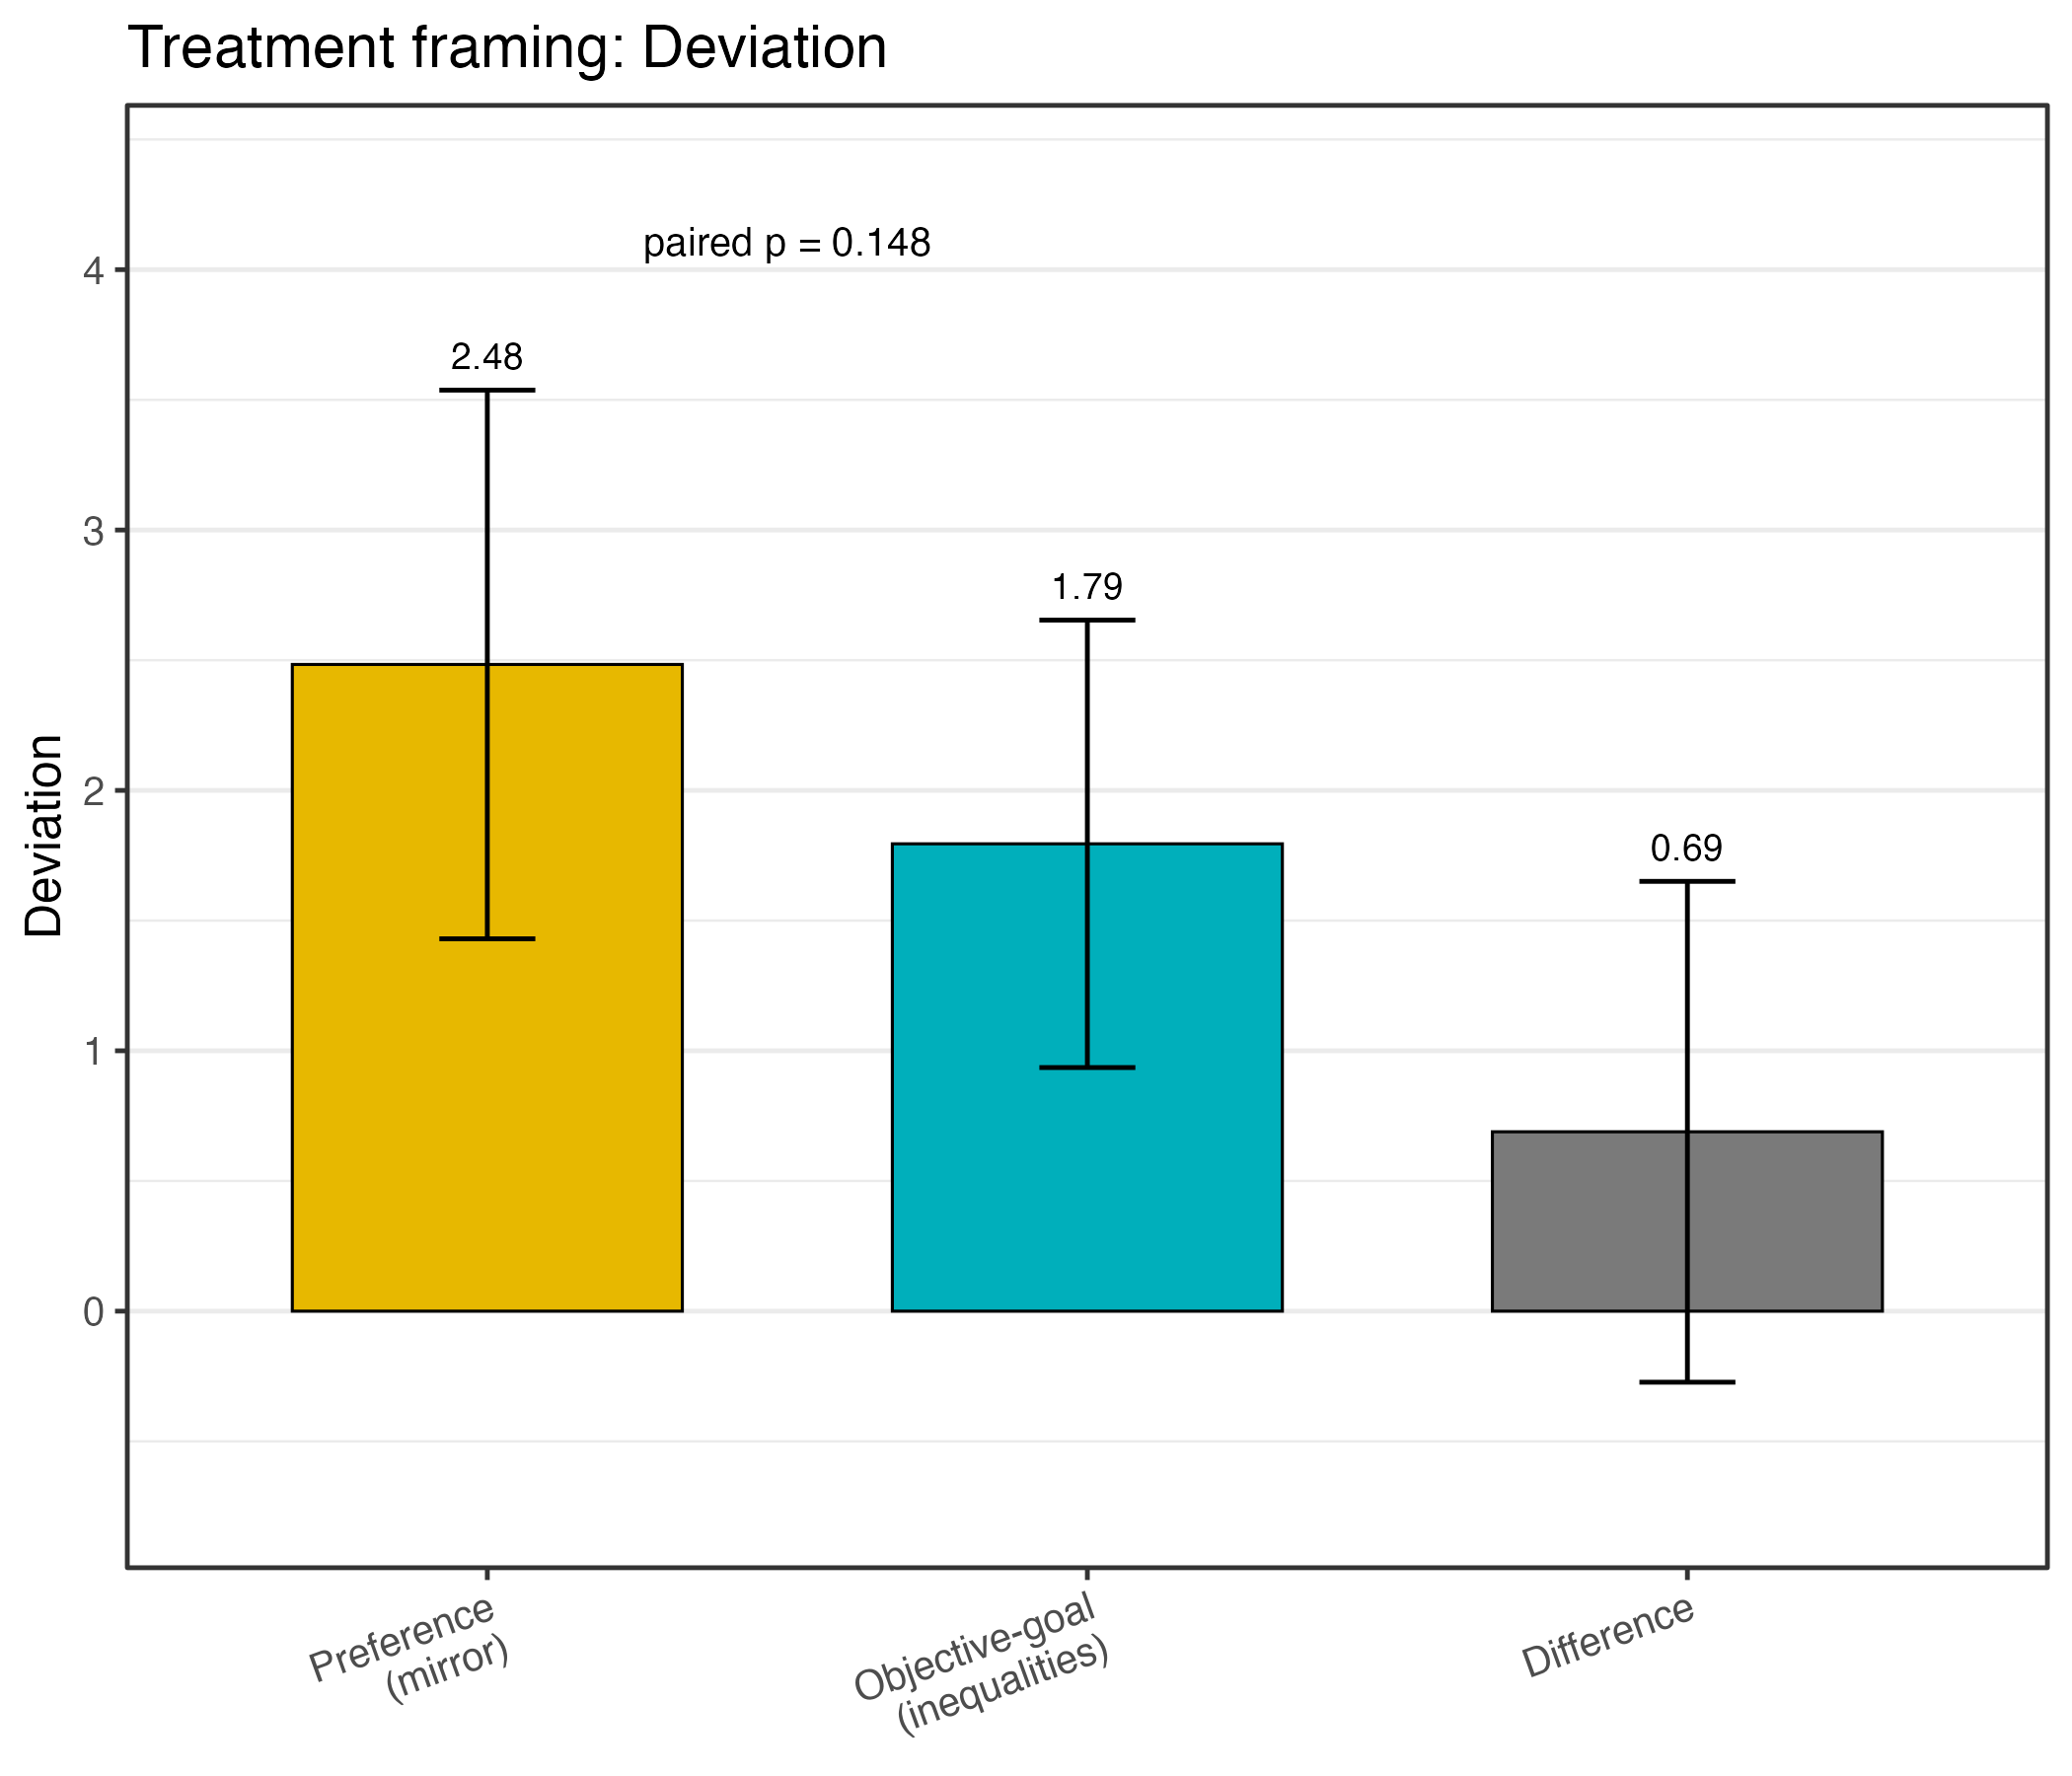 Treatment framing: Deviation
paired p = 0.148
4
2.48
3
1.79
Deviation
2
0.69
1
0
Preference
(mirror)
Objective-goal
(inequalities)
Difference